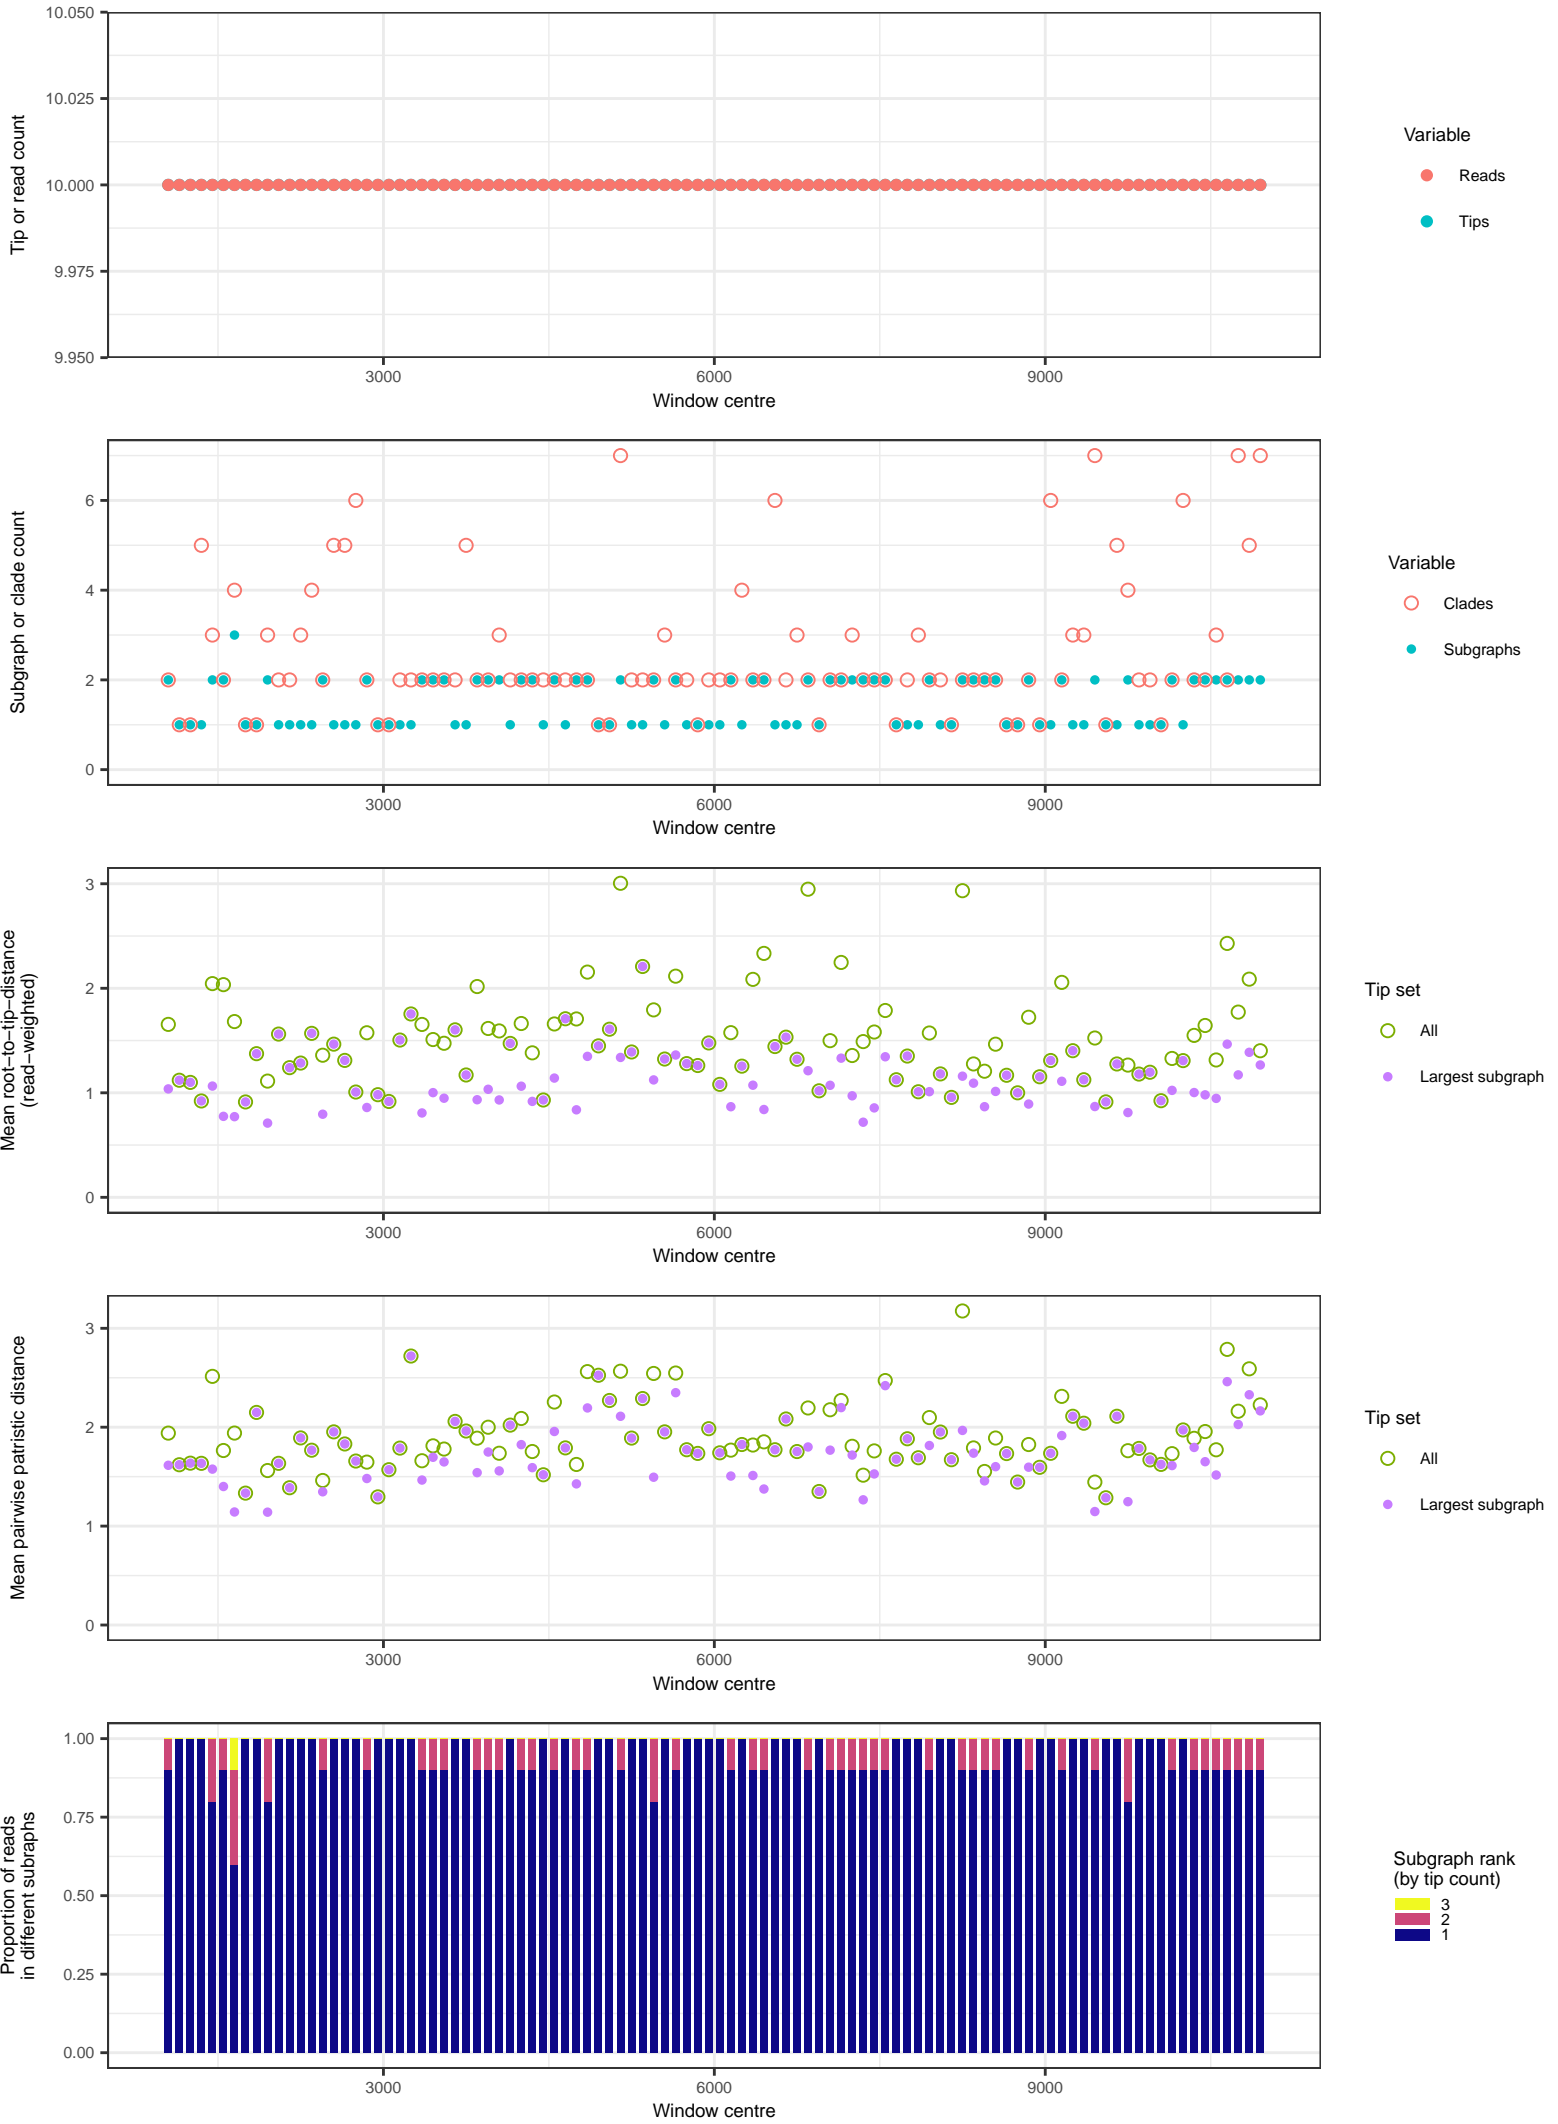 10.050
10.025
10.000
9.975
9.950
Tip or read count
3000 6000 9000
Window centre
Variable
Reads
Tips
6
4
2
0
Subgraph or clade count
3000 6000 9000
Window centre
Variable
Clades
Subgraphs
3
2
1
0
Mean root−to−tip−distance
(read−weighted)
3000 6000 9000
Window centre
Tip set
All
Largest subgraph
3
2
1
0
Mean pairwise patristic distance
3000 6000 9000
Window centre
Tip set
All
Largest subgraph
1.00
0.75
0.50
0.25
0.00
Proportion of reads
in different subraphs
3000 6000 9000
Window centre
Subgraph rank
(by tip count)
3
2
1